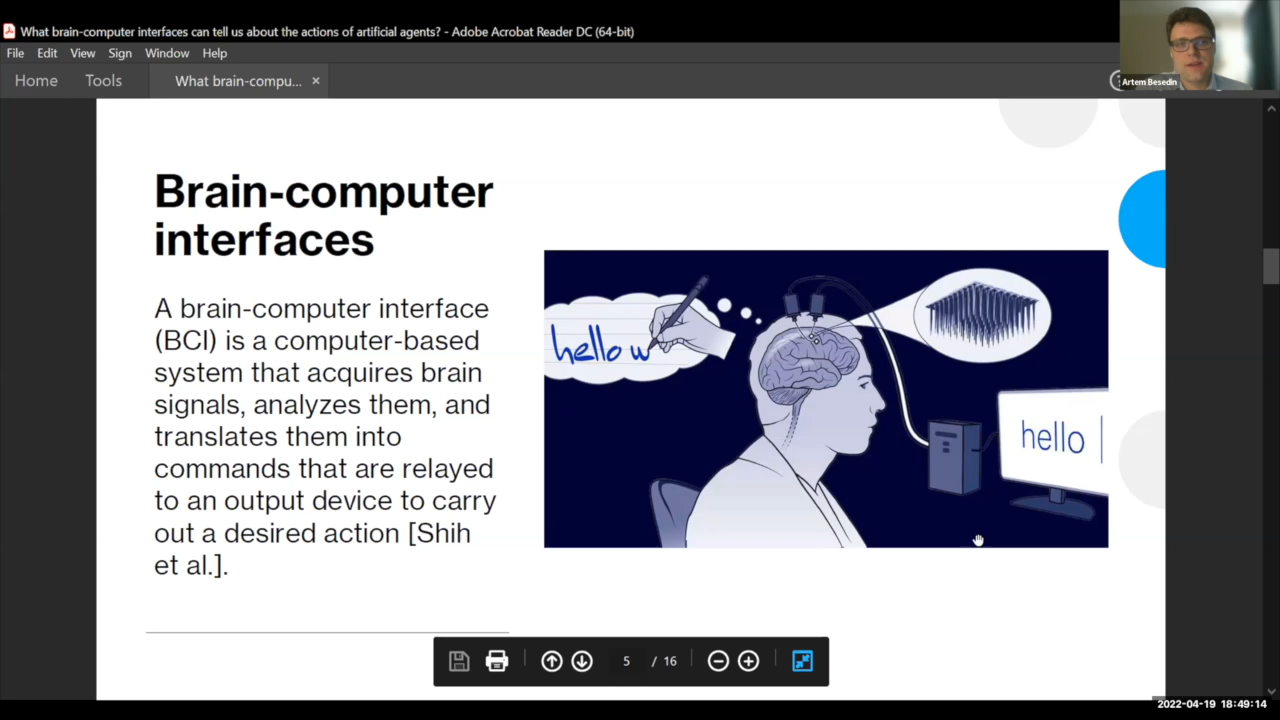 What brain-computer interfaces can tell us about the actions of artificial agents? - Adobe Acrobat Reader DC (64-bit)
File Edit View Sign Window Help
Home Tools What brain-compu... ×
Artem Besedin
Brain-computer
interfaces
A brain-computer interface
(BCI) is a computer-based
system that acquires brain
signals, analyzes them, and
translates them into
commands that are relayed
to an output device to carry
out a desired action [Shih
et al.].
hello w
hello
5 / 16
2022-04-19 18:49:14